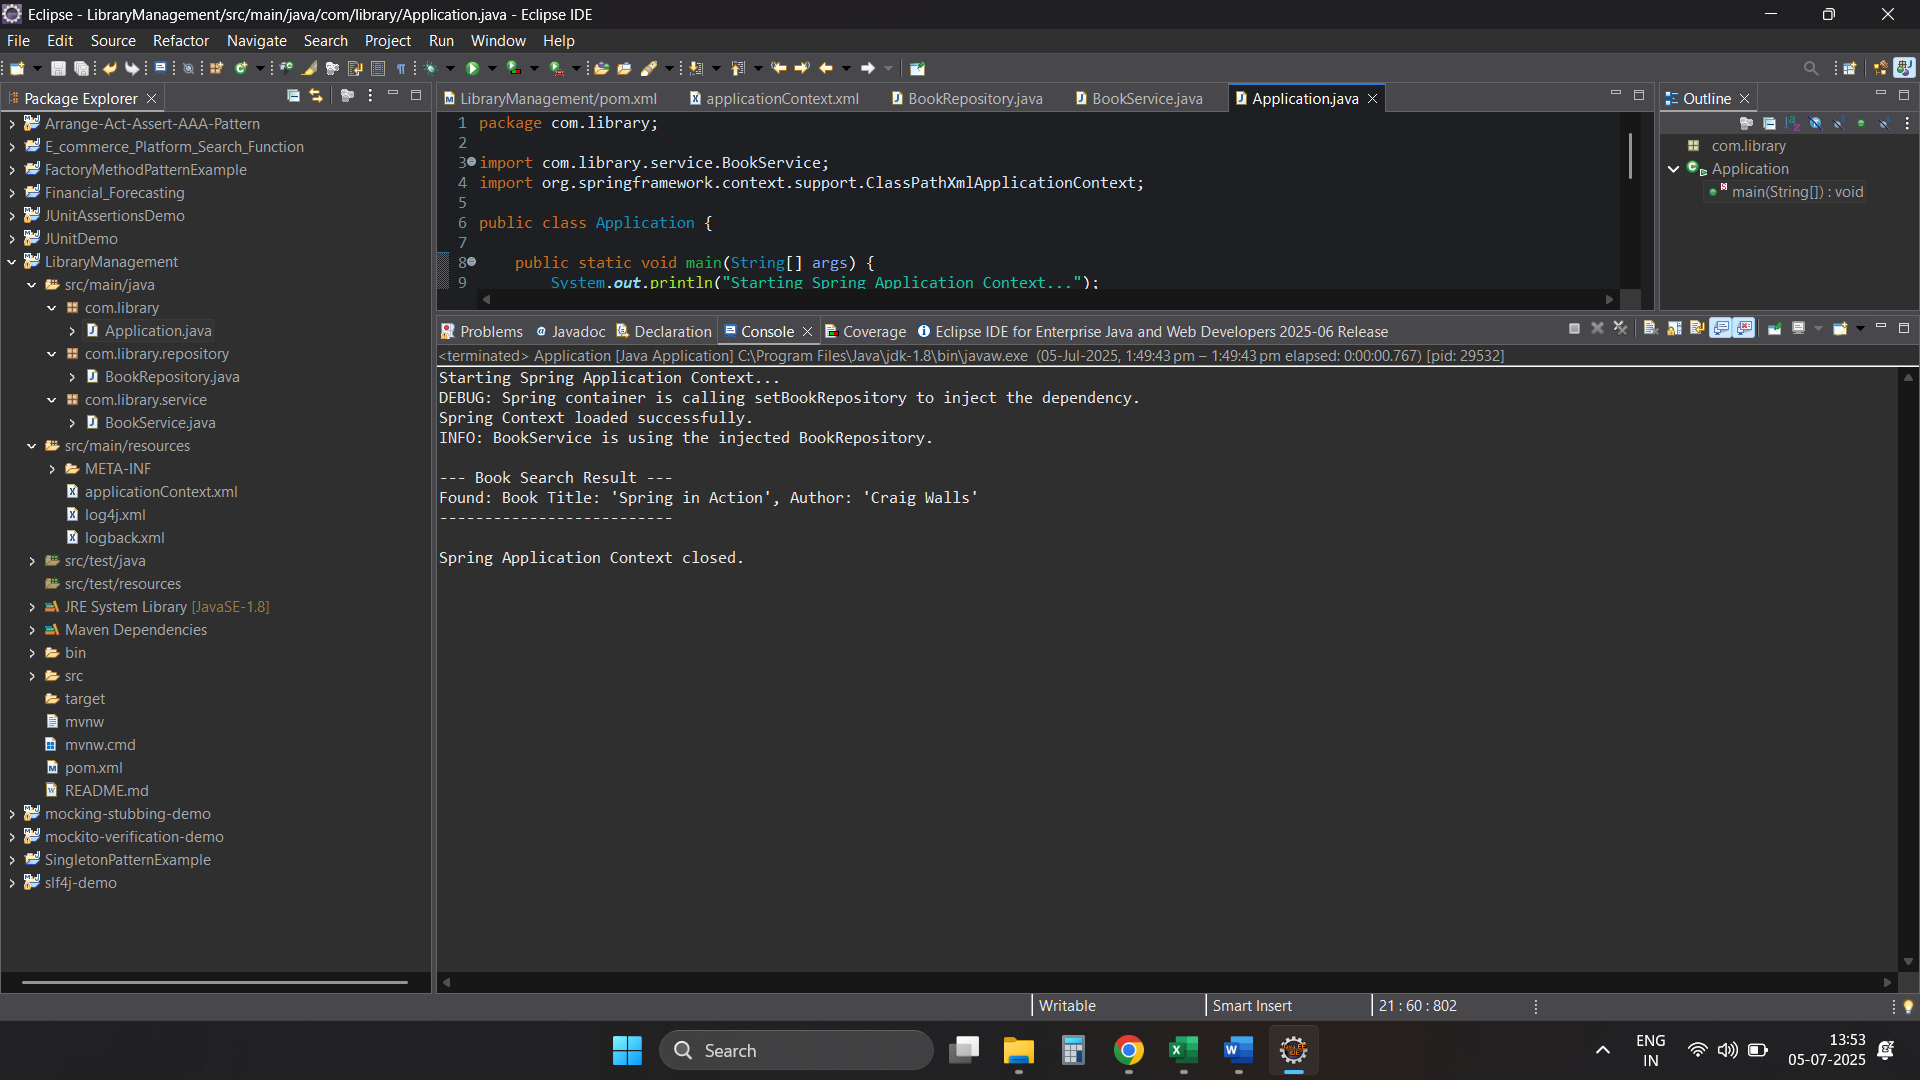 Eclipse - LibraryManagement/src/main/java/com/library/Application.java - Eclipse IDE
File Edit Source Refactor Navigate Search Project Run Window Help
Package Explorer
Arrange-Act-Assert-AAA-Pattern
E_commerce_Platform_Search_Function
FactoryMethodPatternExample
Financial_Forecasting
JUnitAssertionsDemo
JUnitDemo
LibraryManagement
src/main/java
com.library
Application.java
com.library.repository
BookRepository.java
com.library.service
BookService.java
src/main/resources
META-INF
applicationContext.xml
log4j.xml
logback.xml
src/test/java
src/test/resources
JRE System Library [JavaSE-1.8]
Maven Dependencies
bin
src
target
mvnw
mvnw.cmd
pom.xml
README.md
mocking-stubbing-demo
mockito-verification-demo
SingletonPatternExample
slf4j-demo
LibraryManagement/pom.xml applicationContext.xml BookRepository.java BookService.java Application.java
1 package com.library;
2
3 import com.library.service.BookService;
4 import org.springframework.context.support.ClassPathXmlApplicationContext;
5
6 public class Application {
7
8 public static void main(String[] args) {
9 System.out.println("Starting Spring Application Context...");
Outline
com.library
Application
main(String[]) : void
Problems Javadoc Declaration Console Coverage Eclipse IDE for Enterprise Java and Web Developers 2025-06 Release
<terminated> Application [Java Application] C:\Program Files\Java\jdk-1.8\bin\javaw.exe (05-Jul-2025, 1:49:43 pm – 1:49:43 pm elapsed: 0:00:00.767) [pid: 29532]
Starting Spring Application Context...
DEBUG: Spring container is calling setBookRepository to inject the dependency.
Spring Context loaded successfully.
INFO: BookService is using the injected BookRepository.
--- Book Search Result ---
Found: Book Title: 'Spring in Action', Author: 'Craig Walls'
--------------------------
Spring Application Context closed.
Writable Smart Insert 21 : 60 : 802
Search
ENG
IN
13:53
05-07-2025